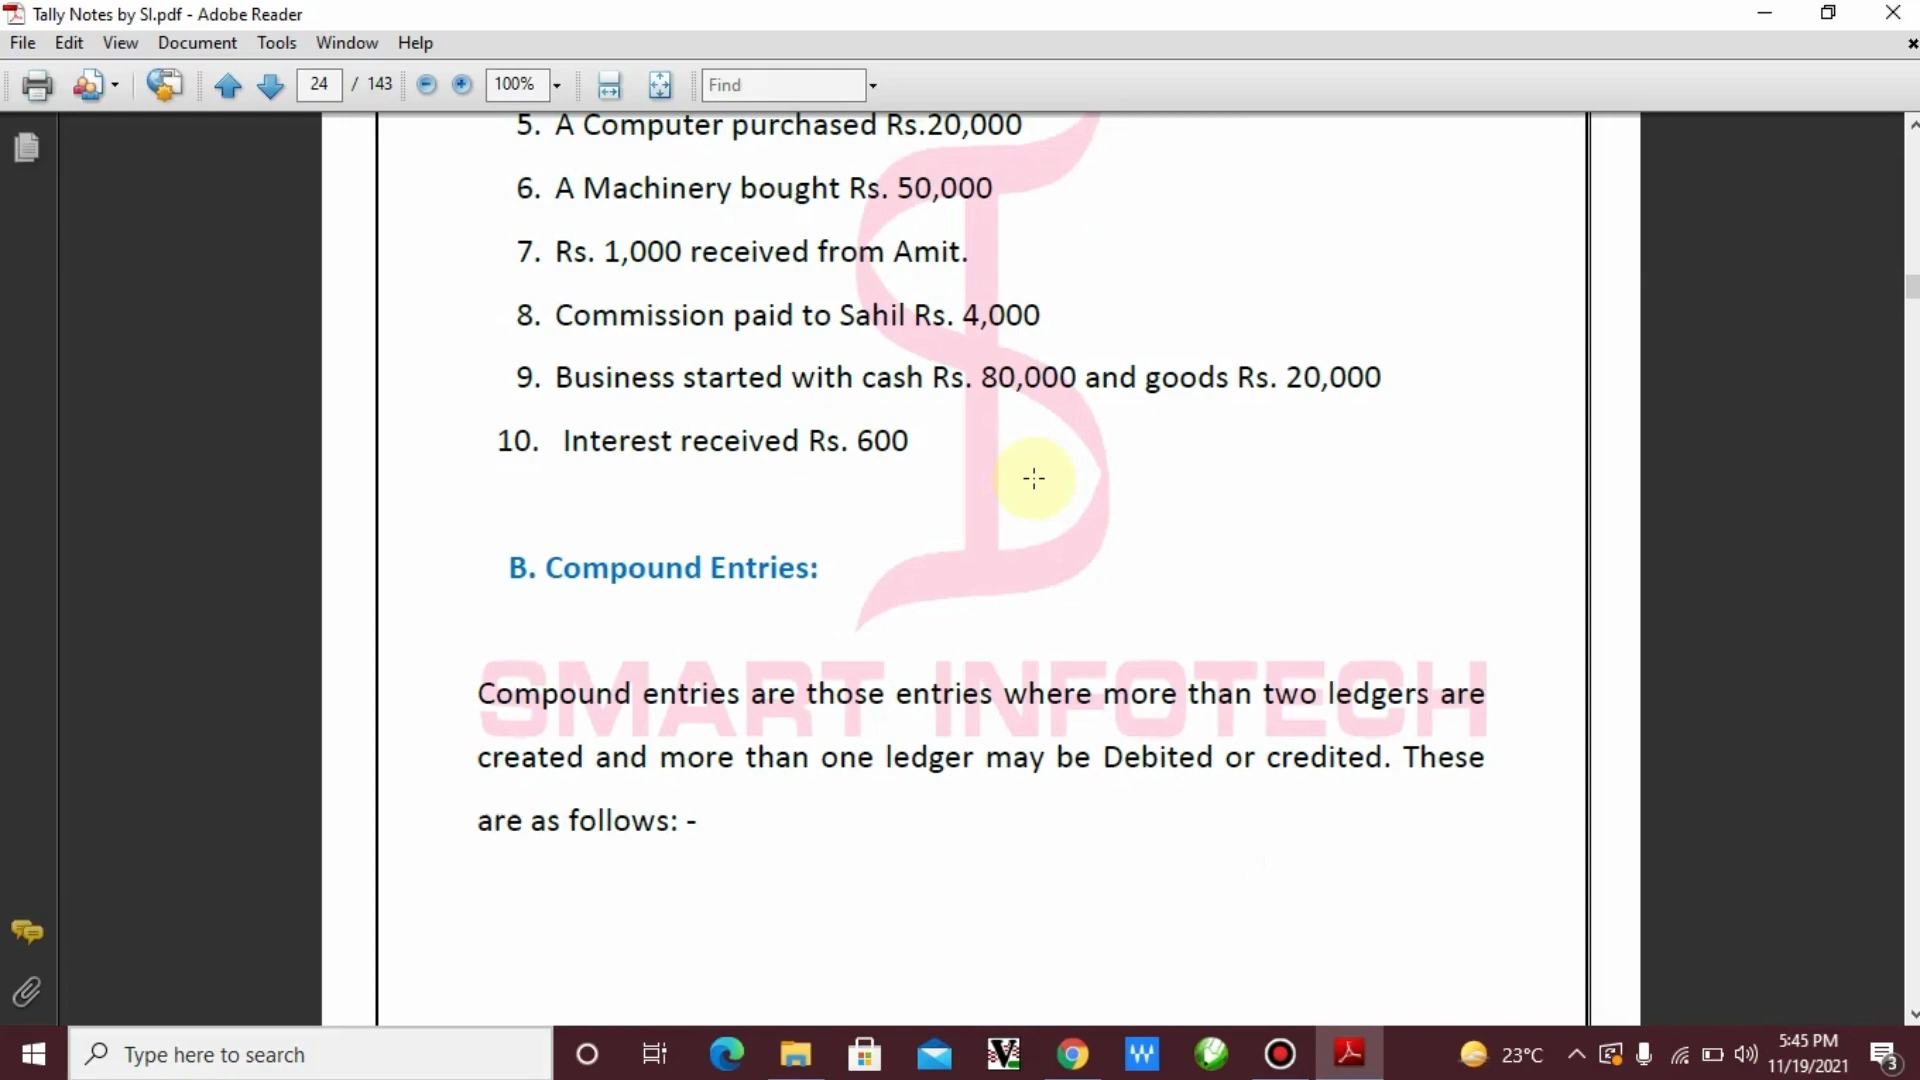 Tally Notes by SI.pdf - Adobe Reader
File Edit View Document Tools Window Help
24 / 143 100% Find
5. A Computer purchased Rs.20,000
6. A Machinery bought Rs. 50,000
7. Rs. 1,000 received from Amit.
8. Commission paid to Sahil Rs. 4,000
9. Business started with cash Rs. 80,000 and goods Rs. 20,000
10. Interest received Rs. 600
B. Compound Entries:
SMART INFOTECH
Compound entries are those entries where more than two ledgers are
created and more than one ledger may be Debited or credited. These
are as follows: -
Type here to search
23°C
5:45 PM
11/19/2021
3